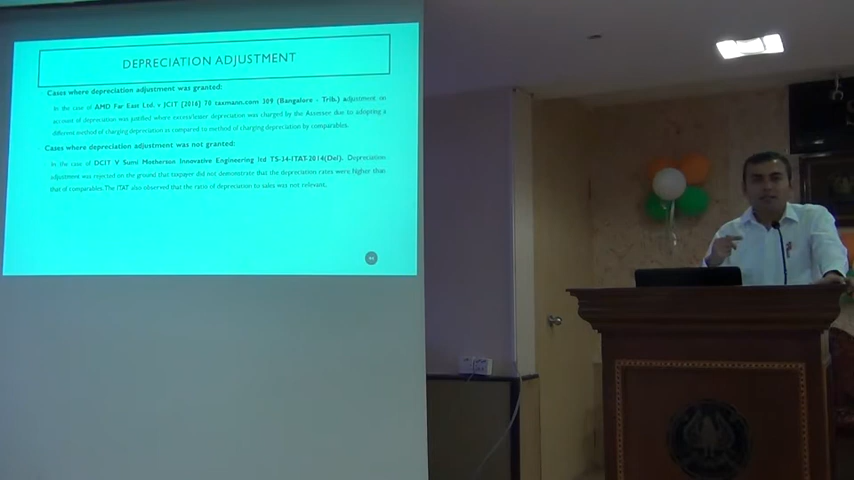 DEPRECIATION ADJUSTMENT
Cases where depreciation adjustment was granted:
In the case of AMD Far East Ltd. v JCIT [2016] 70 taxmann.com 309 (Bangalore - Trib.) adjustment on
account of depreciation was justified where excess/lesser depreciation was charged by the Assessee due to adopting a
different method of charging depreciation as compared to method of charging depreciation by comparables.
Cases where depreciation adjustment was not granted:
In the case of DCIT V Sumi Motherson Innovative Engineering ltd TS-34-ITAT-2014(Del). Depreciation
adjustment was rejected on the ground that taxpayer did not demonstrate that the depreciation rates were higher than
that of comparables. The ITAT also observed that the ratio of depreciation to sales was not relevant.